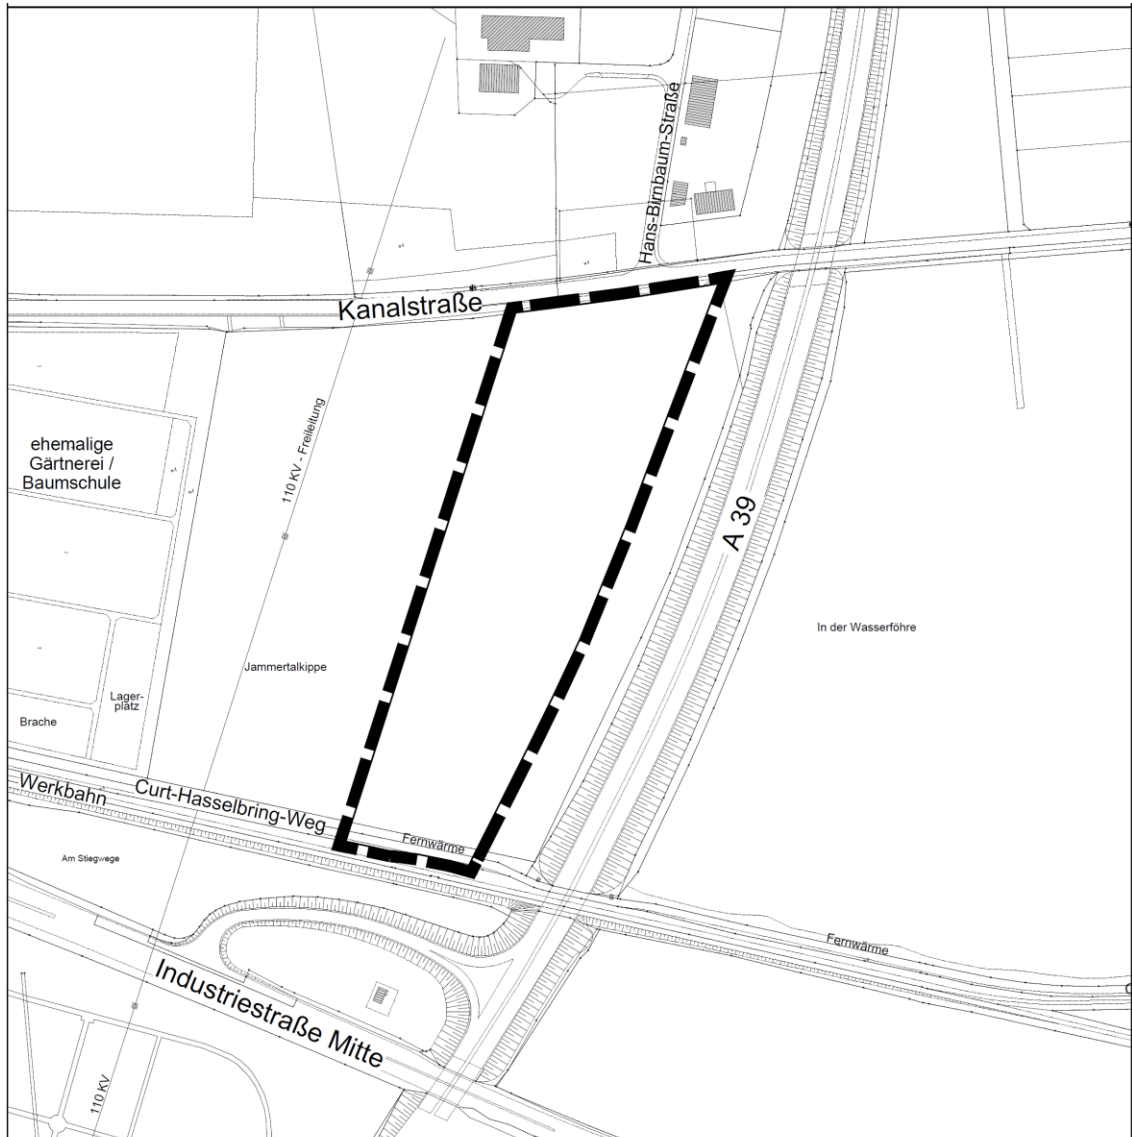 Hans-Birnbaum-Straße
Kanalstraße
110 KV - Freileitung
ehemalige
Gärtnerei /
Baumschule
A 39
In der Wasserföhre
Jammertalkippe
Lager-
platz
Brache
Curt-Hasselbring-Weg
Werkbahn
Fernwärme
Am Stiegwege
Fernwärme
Industriestraße Mitte
110 KV